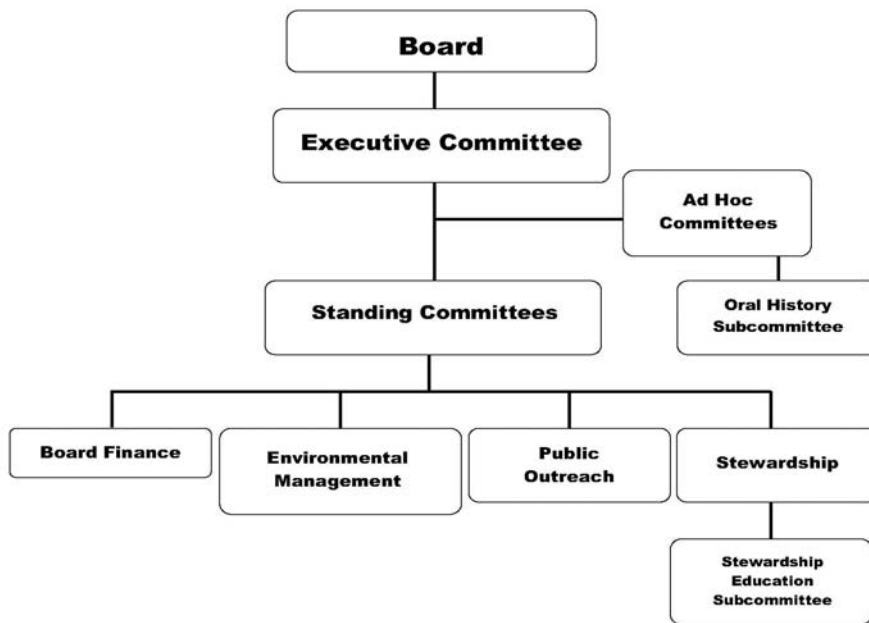 Board
Executive Committee
Ad Hoc
Committees
Standing Committees
Oral History
Subcommittee
Board Finance
Environmental
Management
Public
Outreach
Stewardship
Stewardship
Education
Subcommittee